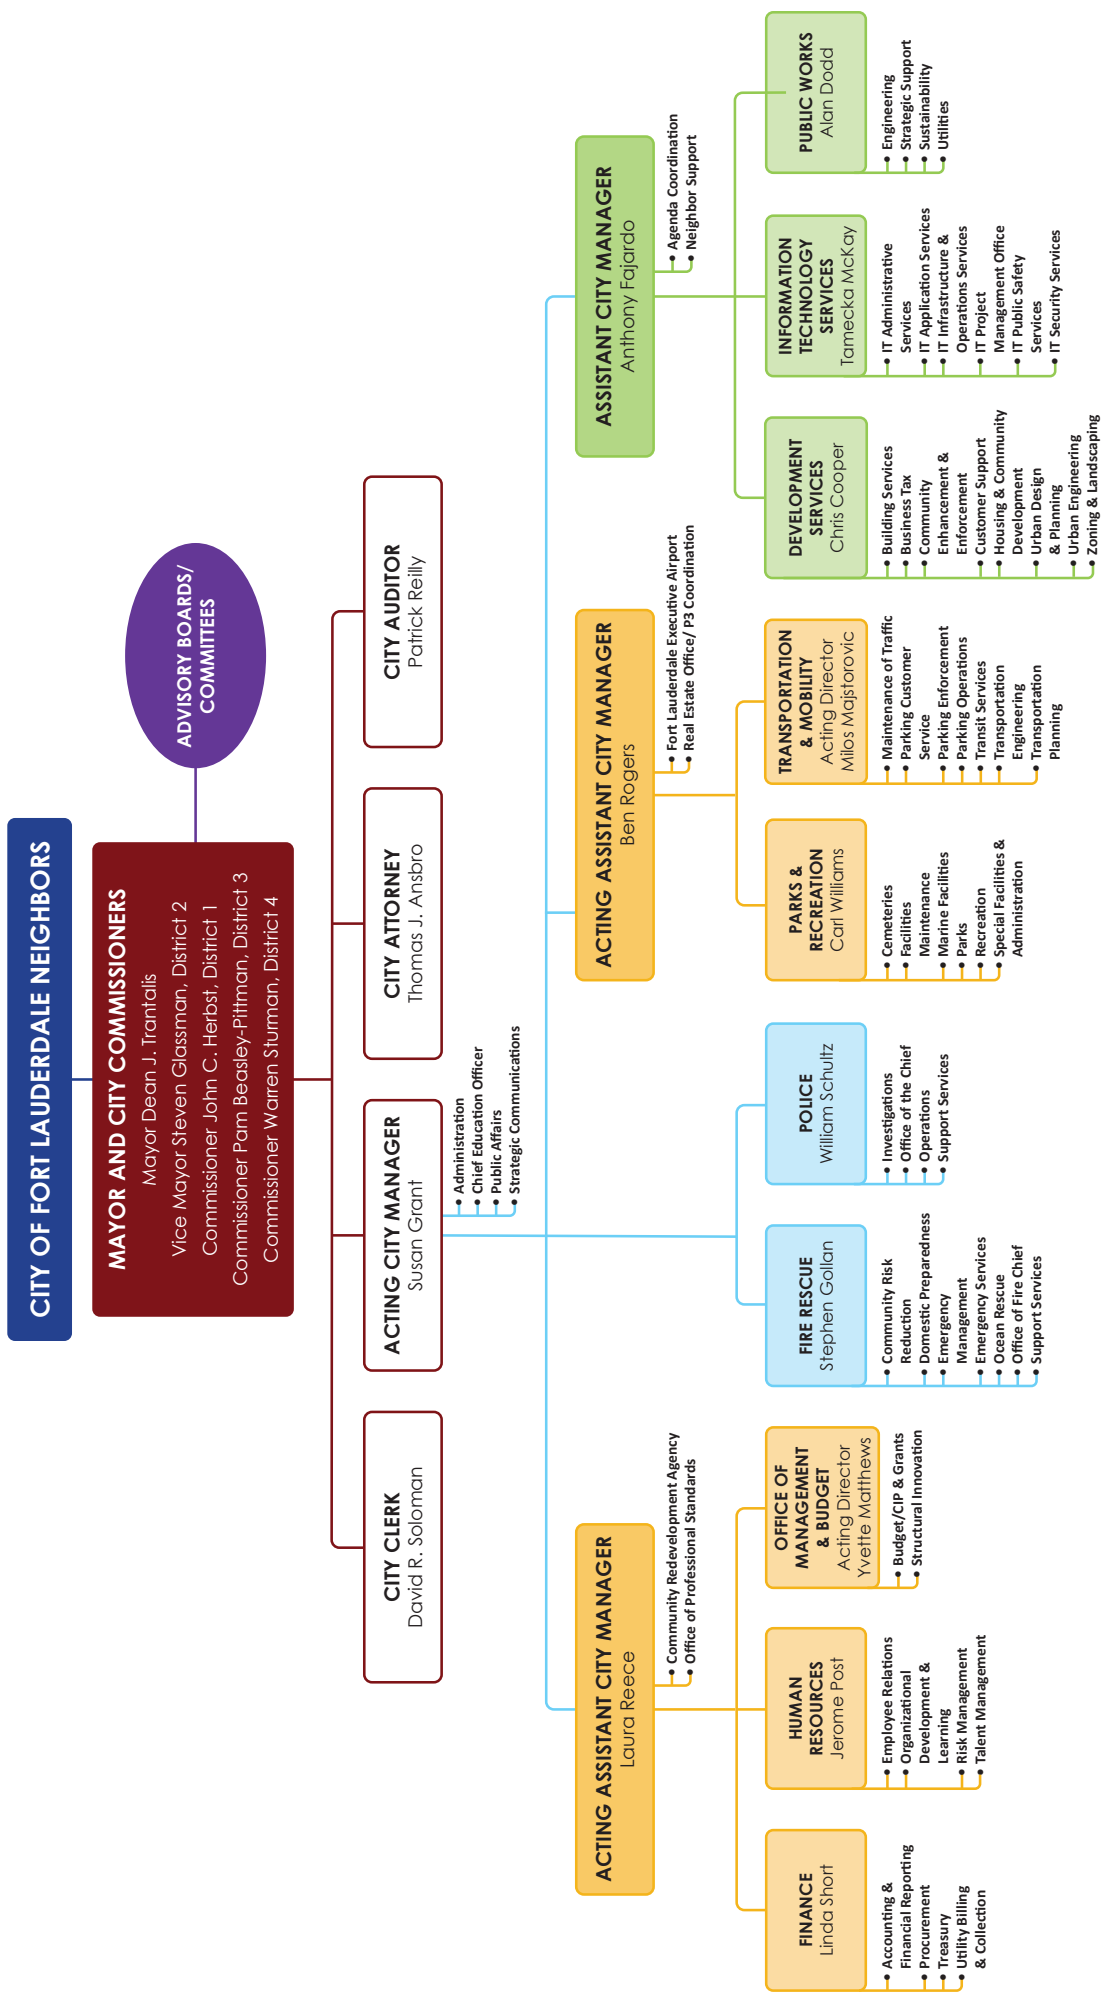 CITY OF FORT LAUDERDALE NEIGHBORS
MAYOR AND CITY COMMISSIONERS
Mayor Dean J. Trantalis
Vice Mayor Steven Glassman, District 2
Commissioner John C. Herbst, District 1
Commissioner Pam Beasley-Pittman, District 3
Commissioner Warren Sturman, District 4
ADVISORY BOARDS/
COMMITTEES
CITY CLERK
David R. Soloman
ACTING CITY MANAGER
Susan Grant
• Administration
• Chief Education Officer
• Public Affairs
• Strategic Communications
CITY ATTORNEY
Thomas J. Ansbro
CITY AUDITOR
Patrick Reilly
ACTING ASSISTANT CITY MANAGER
Laura Reece
• Community Redevelopment Agency
• Office of Professional Standards
ACTING ASSISTANT CITY MANAGER
Ben Rogers
• Fort Lauderdale Executive Airport
• Real Estate Office/ P3 Coordination
ASSISTANT CITY MANAGER
Anthony Fajardo
• Agenda Coordination
• Neighbor Support
FINANCE
Linda Short
• Accounting &
Financial Reporting
• Procurement
• Treasury
• Utility Billing
& Collection
HUMAN
RESOURCES
Jerome Post
• Employee Relations
• Organizational
Development &
Learning
• Risk Management
• Talent Management
OFFICE OF
MANAGEMENT
& BUDGET
Acting Director
Yvette Matthews
• Budget/CIP & Grants
• Structural Innovation
FIRE RESCUE
Stephen Gollan
• Community Risk
Reduction
• Domestic Preparedness
• Emergency
Management
• Emergency Services
• Ocean Rescue
• Office of Fire Chief
• Support Services
POLICE
William Schultz
• Investigations
• Office of the Chief
• Operations
• Support Services
PARKS &
RECREATION
Carl Williams
• Cemeteries
• Facilities
Maintenance
• Marine Facilities
• Parks
• Recreation
• Special Facilities &
Administration
TRANSPORTATION
& MOBILITY
Acting Director
Milos Majstorovic
• Maintenance of Traffic
• Parking Customer
Service
• Parking Enforcement
• Parking Operations
• Transit Services
• Transportation
Engineering
• Transportation
Planning
DEVELOPMENT
SERVICES
Chris Cooper
• Building Services
• Business Tax
• Community
Enhancement &
Enforcement
• Customer Support
• Housing & Community
Development
• Urban Design
& Planning
• Urban Engineering
• Zoning & Landscaping
INFORMATION
TECHNOLOGY
SERVICES
Tamecka McKay
• IT Administrative
Services
• IT Application Services
• IT Infrastructure &
Operations Services
• IT Project
Management Office
• IT Public Safety
Services
• IT Security Services
PUBLIC WORKS
Alan Dodd
• Engineering
• Strategic Support
• Sustainability
• Utilities